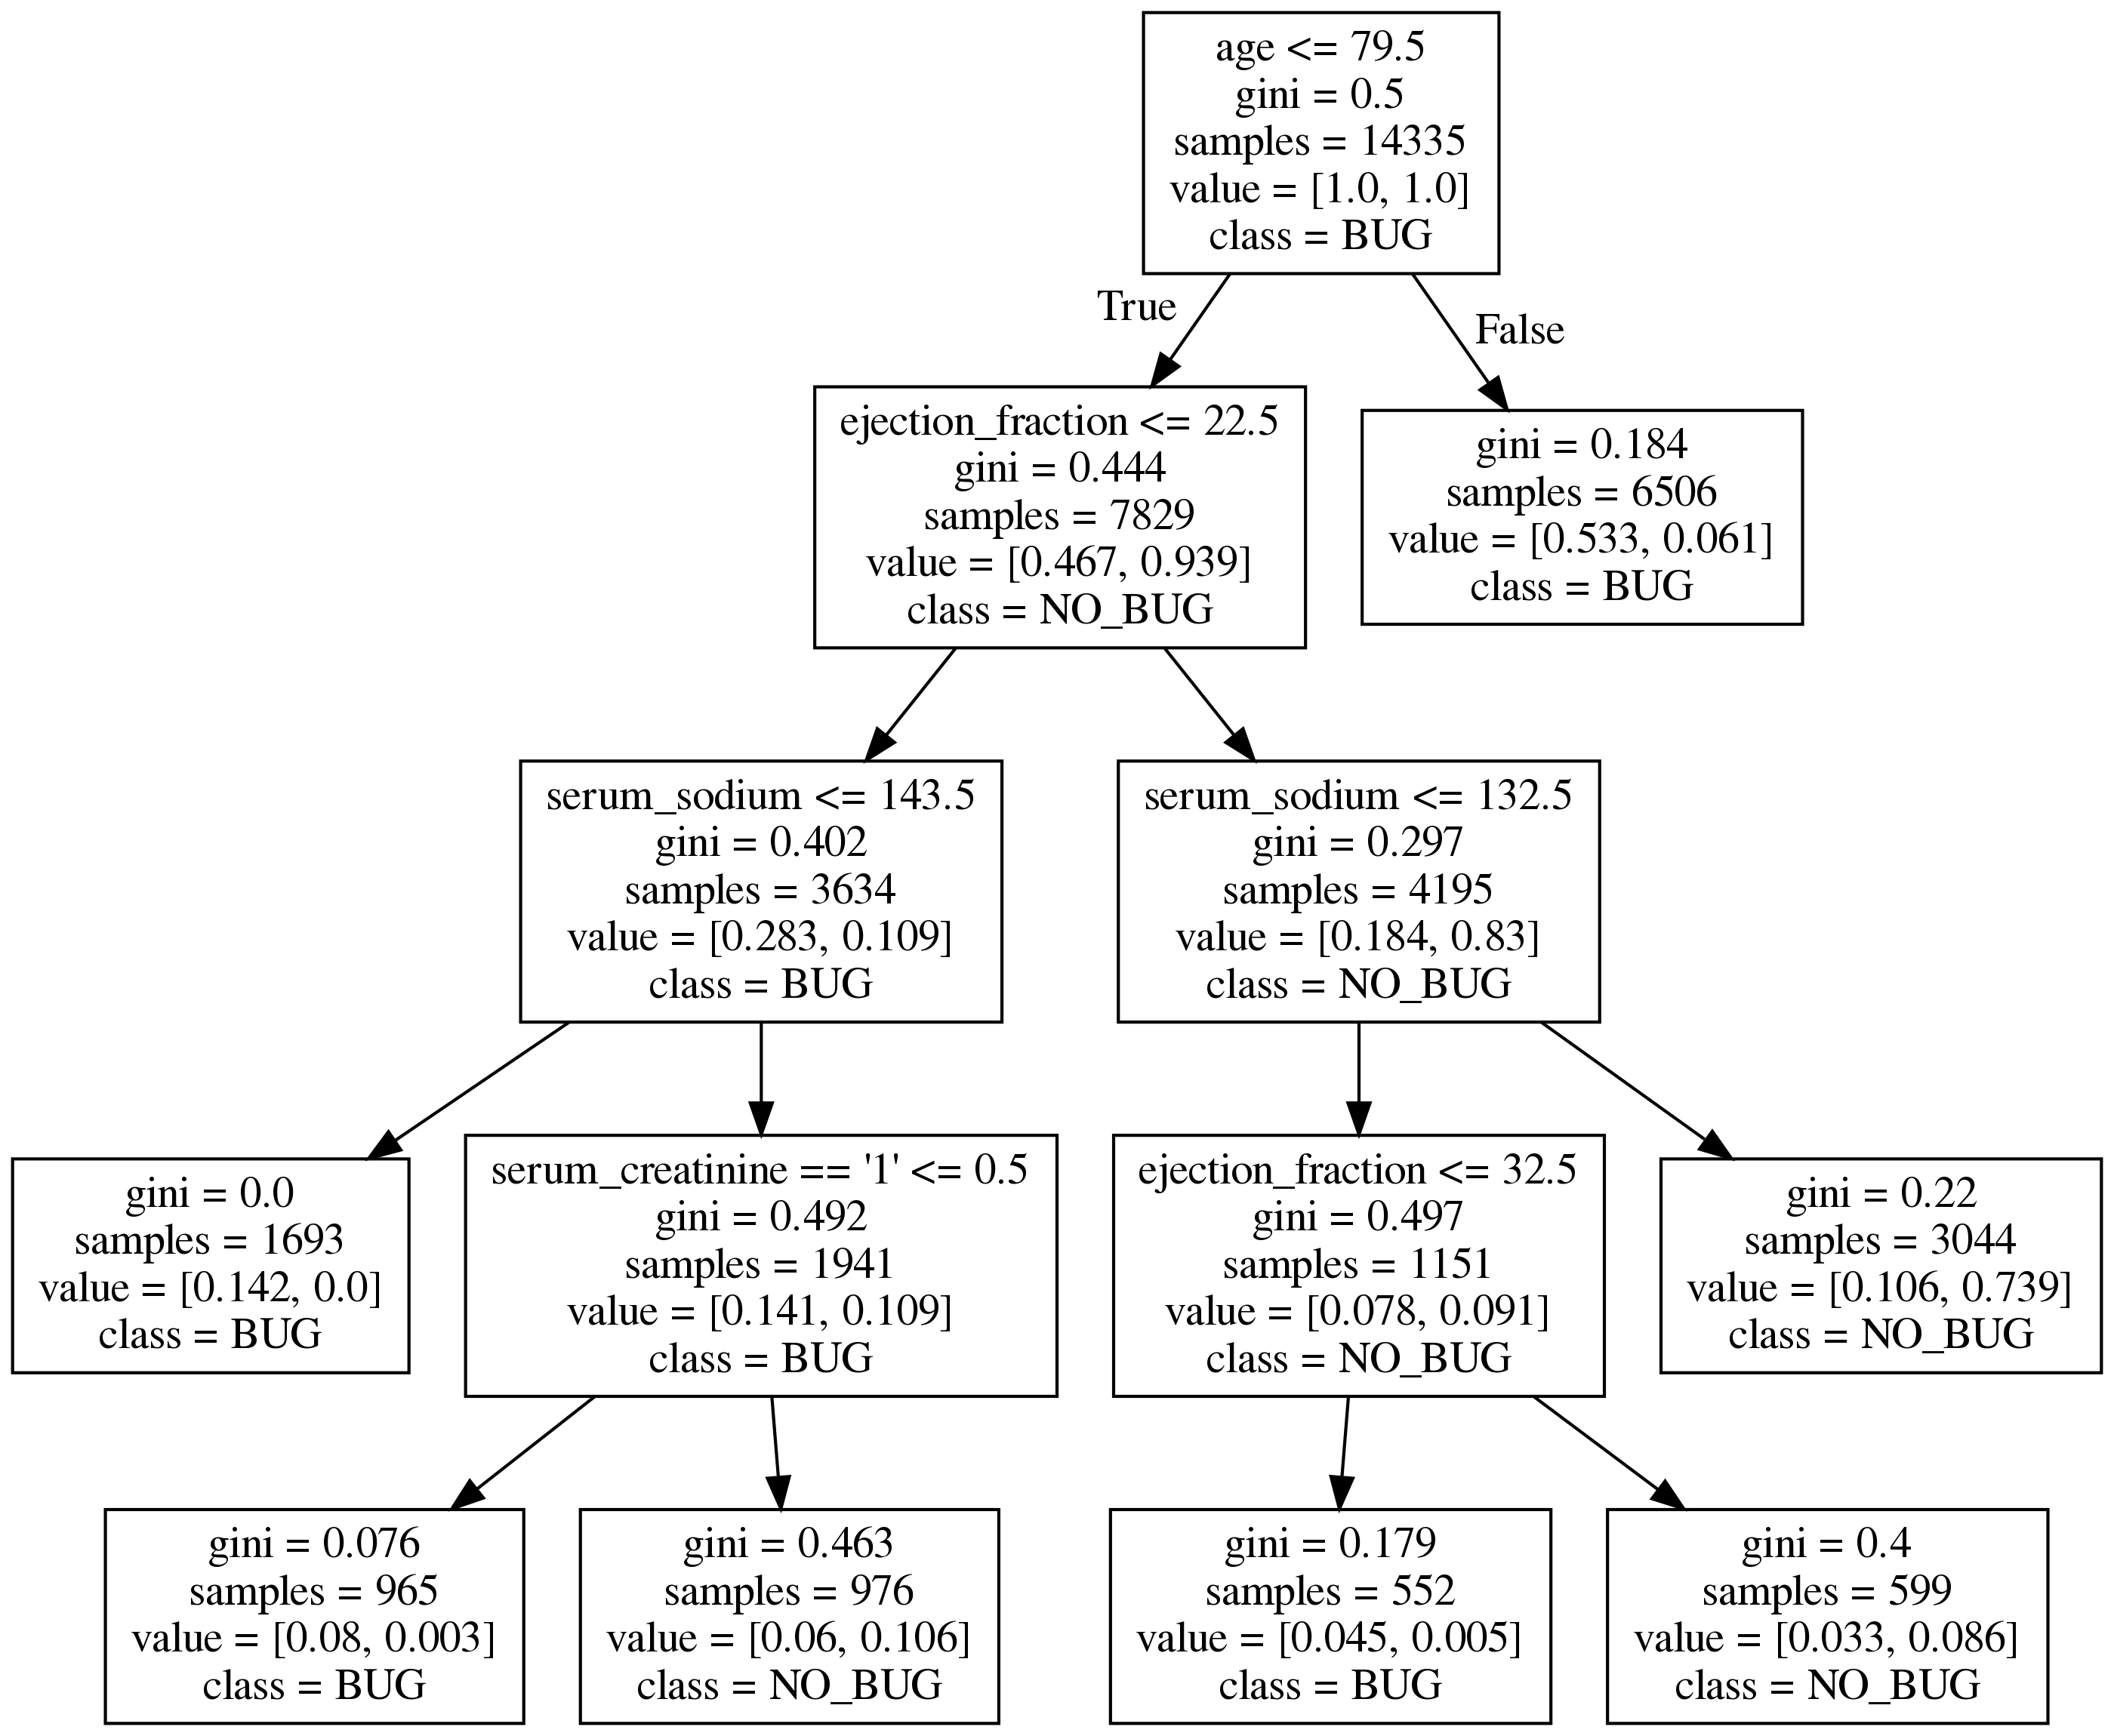 age <= 79.5
gini = 0.5
samples = 14335
value = [1.0, 1.0]
class = BUG
True
False
ejection_fraction <= 22.5
gini = 0.444
samples = 7829
value = [0.467, 0.939]
class = NO_BUG
gini = 0.184
samples = 6506
value = [0.533, 0.061]
class = BUG
serum_sodium <= 143.5
gini = 0.402
samples = 3634
value = [0.283, 0.109]
class = BUG
serum_sodium <= 132.5
gini = 0.297
samples = 4195
value = [0.184, 0.83]
class = NO_BUG
gini = 0.0
samples = 1693
value = [0.142, 0.0]
class = BUG
serum_creatinine == '1' <= 0.5
gini = 0.492
samples = 1941
value = [0.141, 0.109]
class = BUG
ejection_fraction <= 32.5
gini = 0.497
samples = 1151
value = [0.078, 0.091]
class = NO_BUG
gini = 0.22
samples = 3044
value = [0.106, 0.739]
class = NO_BUG
gini = 0.076
samples = 965
value = [0.08, 0.003]
class = BUG
gini = 0.463
samples = 976
value = [0.06, 0.106]
class = NO_BUG
gini = 0.179
samples = 552
value = [0.045, 0.005]
class = BUG
gini = 0.4
samples = 599
value = [0.033, 0.086]
class = NO_BUG